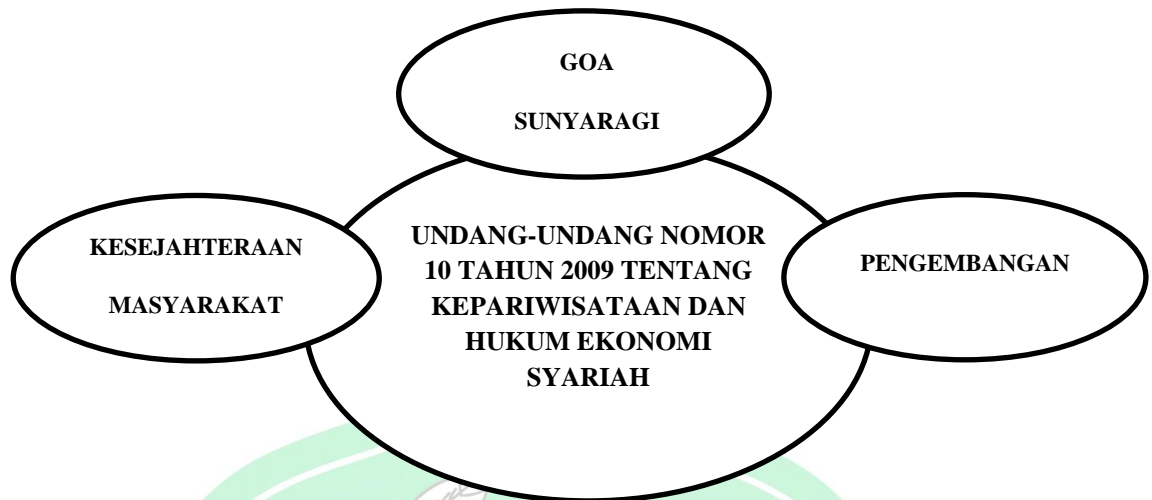 GOA
SUNYARAGI
KESEJAHTERAAN
MASYARAKAT
UNDANG-UNDANG NOMOR
10 TAHUN 2009 TENTANG
KEPARIWISATAAN DAN
HUKUM EKONOMI
SYARIAH
PENGEMBANGAN